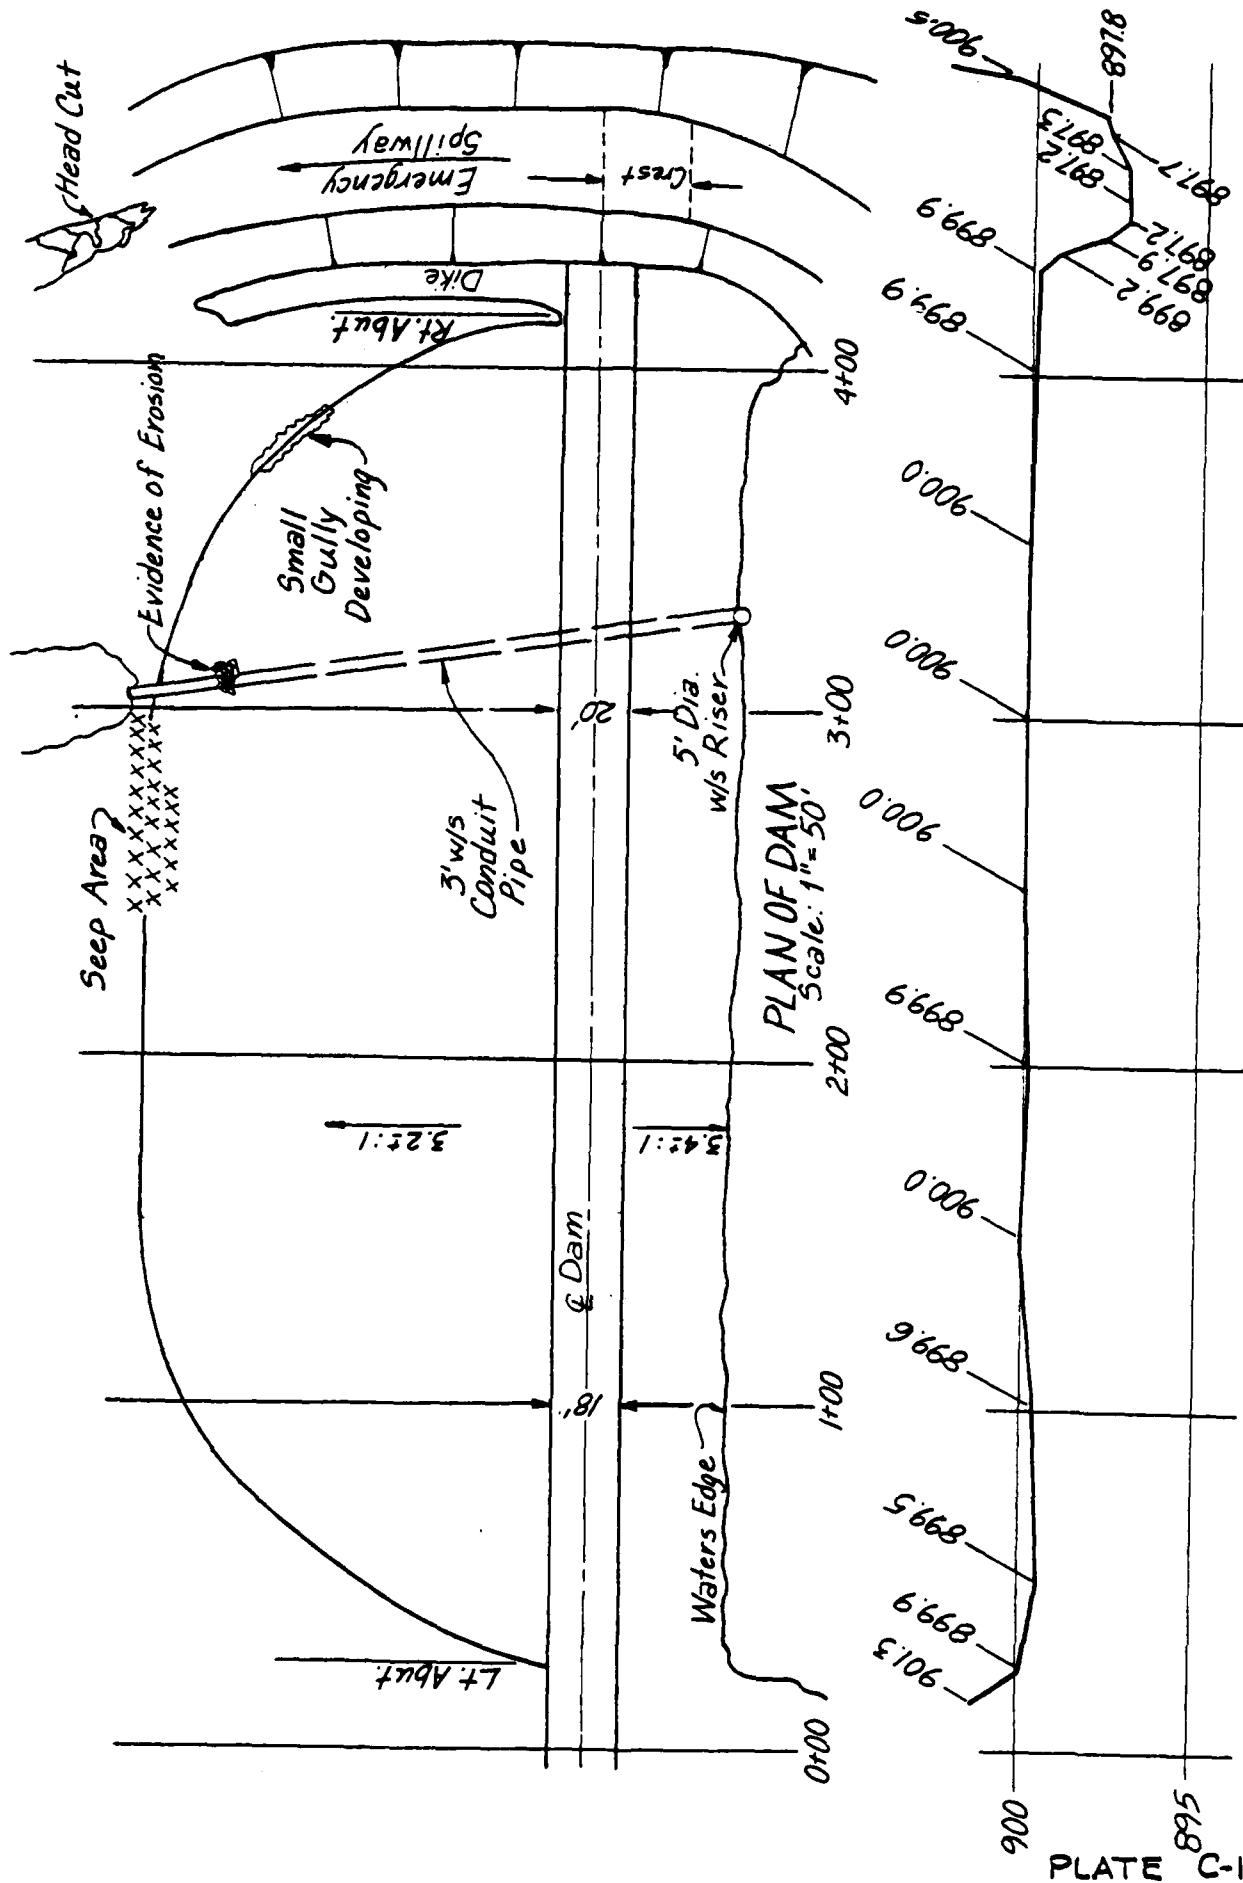 Head Cut
Emergency
Spillway
Crest
Dike
Rt. Abut.
Evidence of Erosion
Small
Gully
Developing
Seep Area
3' w/s
Conduit
Pipe
20'
5' Dia.
w/s Riser
3.2±:1
3.4±:1
℄ Dam
18'
Waters Edge
Lt. Abut.
0+00
1+00
2+00
3+00
4+00
PLAN OF DAM
Scale: 1"=50'
901.3
899.9
899.5
899.6
900.0
899.9
900.0
900.0
900.0
899.9
899.9
899.2
897.9
897.2
897.2
897.3
897.7
897.8
900.5
900
895
PLATE C-1